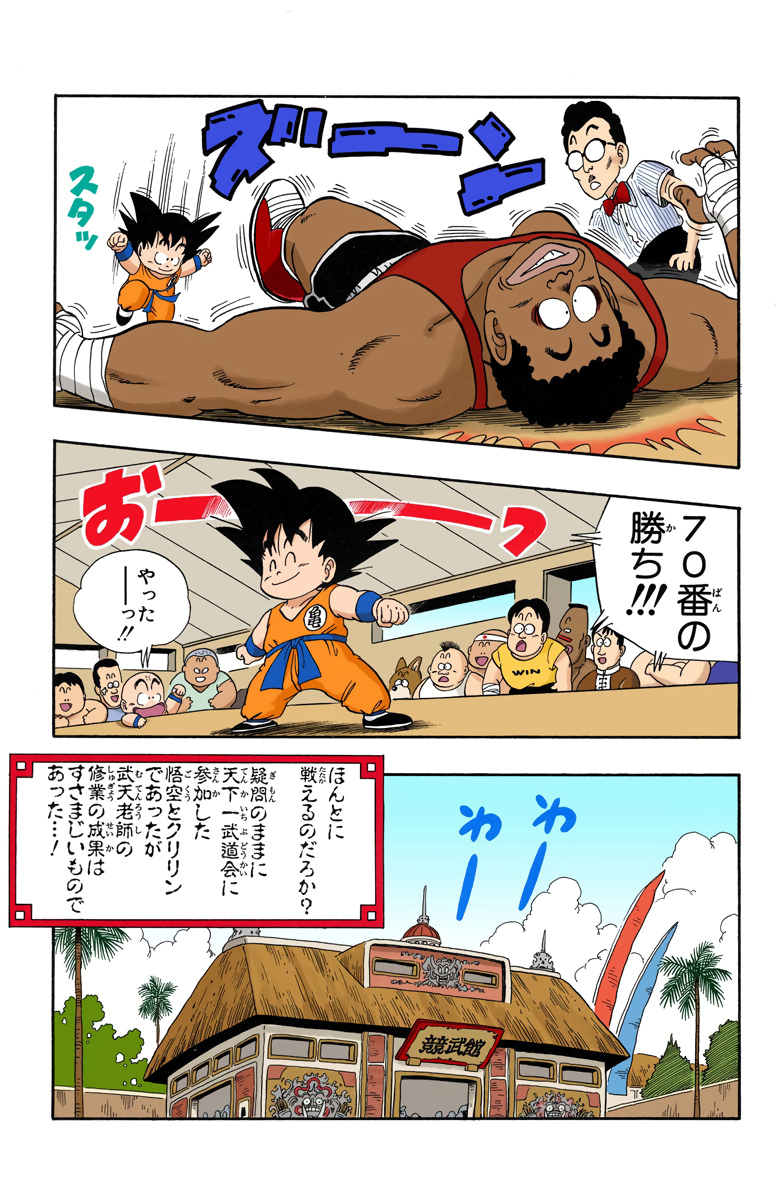 ズーン
スタッ
70番の
勝ち!!!
おーーっ
WIN
亀
やった
ーーっ!!
ほんとに
戦えるのだろか?
疑問のままに
天下一武道会に
参加した
悟空とクリリン
であったが
武天老師の
修業の成果は
すさまじいもので
あった…!
わー
わー
競武館